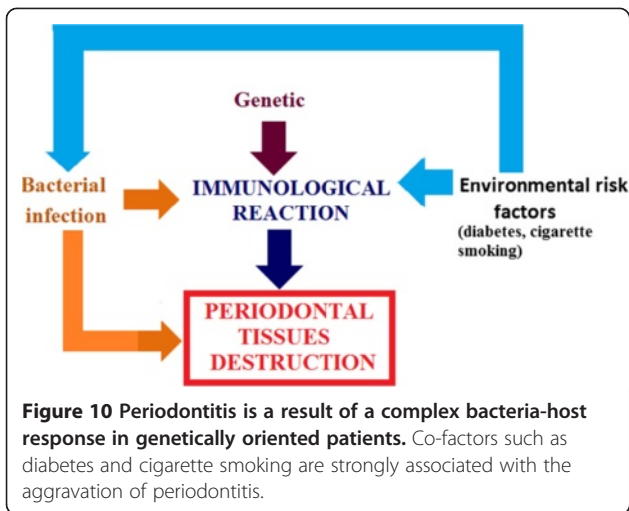 Genetic
Bacterial
infection
IMMUNOLOGICAL
REACTION
Environmental risk
factors
(diabetes, cigarette
smoking)
PERIODONTAL
TISSUES
DESTRUCTION
Figure 10 Periodontitis is a result of a complex bacteria-host
response in genetically oriented patients. Co-factors such as
diabetes and cigarette smoking are strongly associated with the
aggravation of periodontitis.